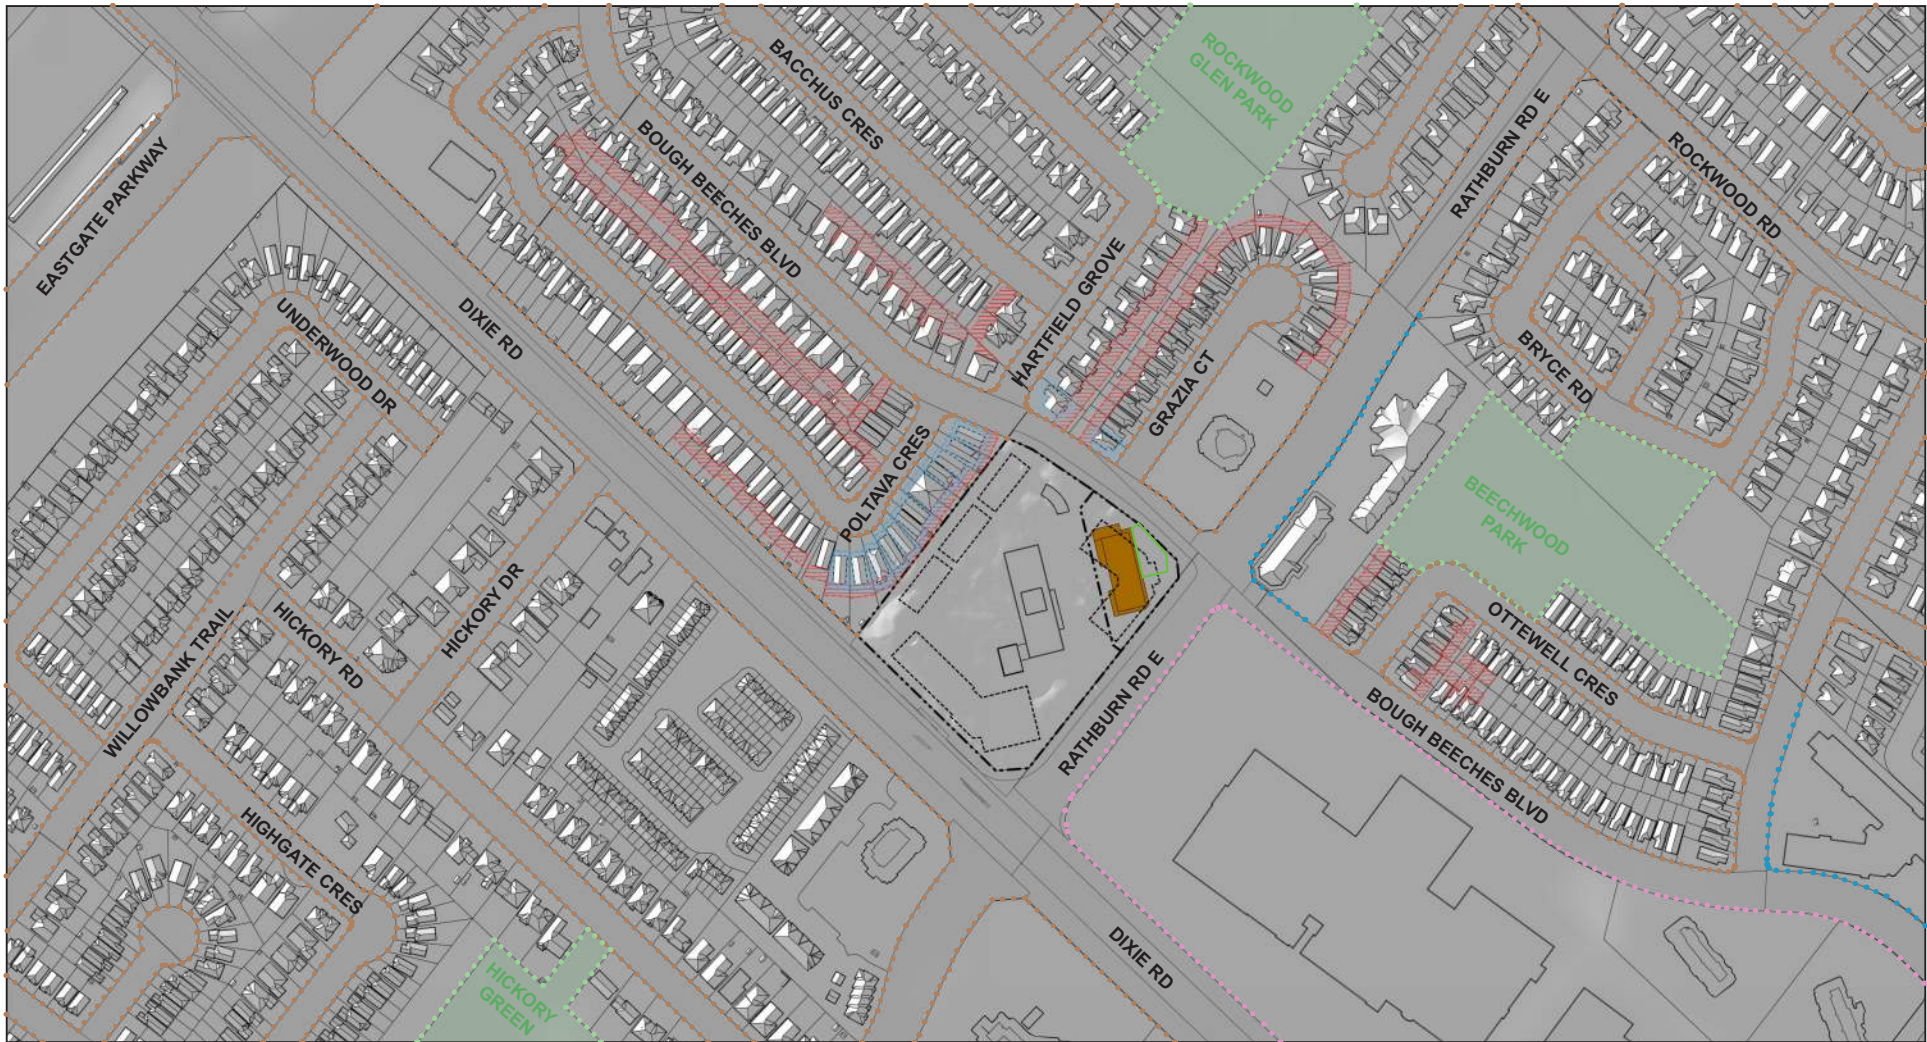 ROCKWOOD
GLEN PARK
BACCHUS CRES
RATHBURN RD E
ROCKWOOD RD
BOUGH BEECHES BLVD
EASTGATE PARKWAY
HARTFIELD GROVE
UNDERWOOD DR
DIXIE RD
BRYCE RD
GRAZIA CT
POLTAVA CRES
BEECHWOOD
PARK
HICKORY DR
OTTEWELL CRES
HICKORY RD
WILLOWBANK TRAIL
RATHBURN RD E
BOUGH BEECHES BLVD
HIGHGATE CRES
DIXIE RD
HICKORY
GREEN